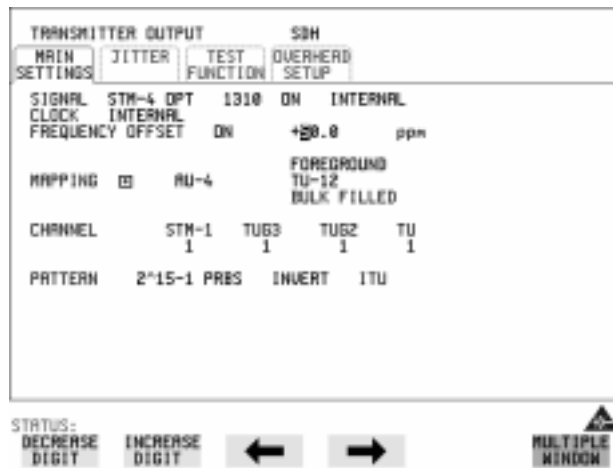 TRANSMITTER OUTPUT SDH
MAIN SETTINGS JITTER TEST FUNCTION OVERHEAD SETUP
SIGNAL STM-4 OPT 1310 ON INTERNAL
CLOCK INTERNAL
FREQUENCY OFFSET ON ppm
FOREGROUND
MAPPING AU-4 TU-12
BULK FILLED
CHANNEL STM-1 TUG3 TUG2 TU
1 1 1 1
PATTERN 2^15-1 PRBS INVERT ITU
STATUS:
DECREASE DIGIT INCREASE DIGIT MULTIPLE WINDOW